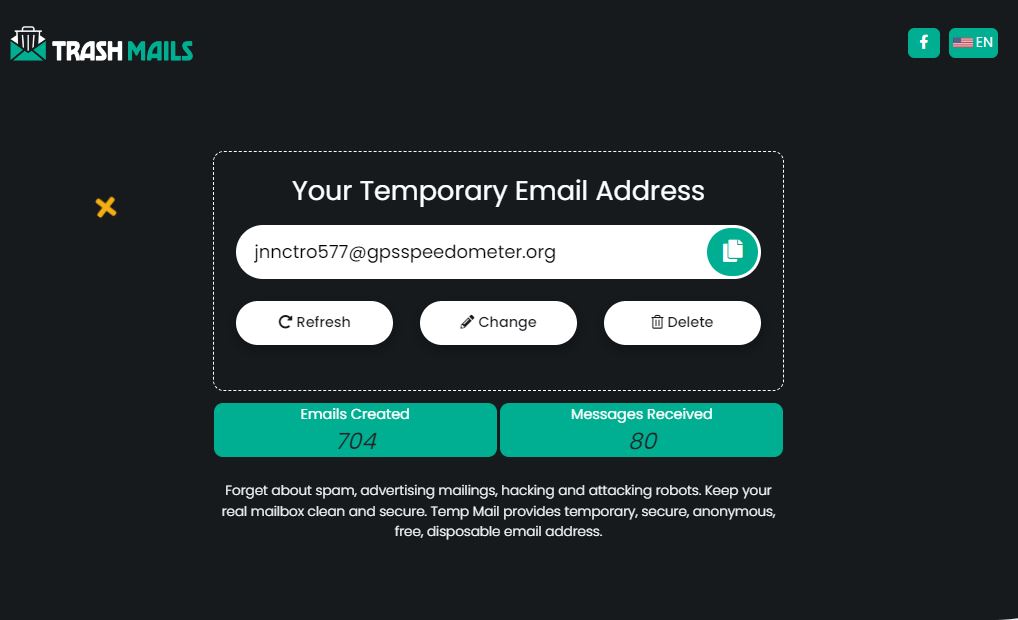 TRASH MAILS
EN
Your Temporary Email Address
jnnctro577@gpsspeedometer.org
Refresh
Change
Delete
Emails Created
Messages Received
704
80
Forget about spam, advertising mailings, hacking and attacking robots. Keep your
real mailbox clean and secure. Temp Mail provides temporary, secure, anonymous,
free, disposable email address.